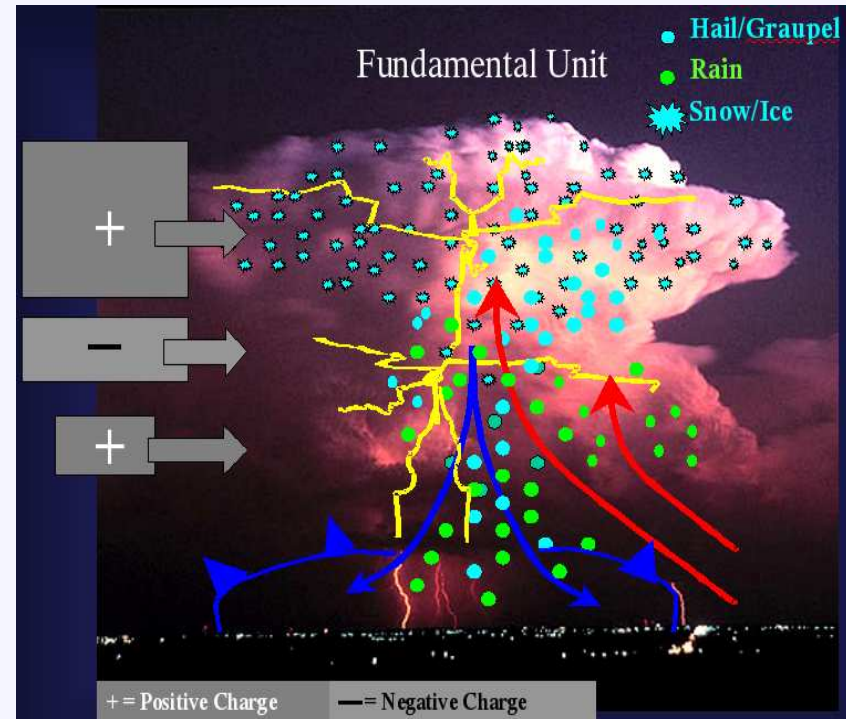 Fundamental Unit
Hail/Graupel
Rain
Snow/Ice
+
−
+
+ = Positive Charge
−= Negative Charge